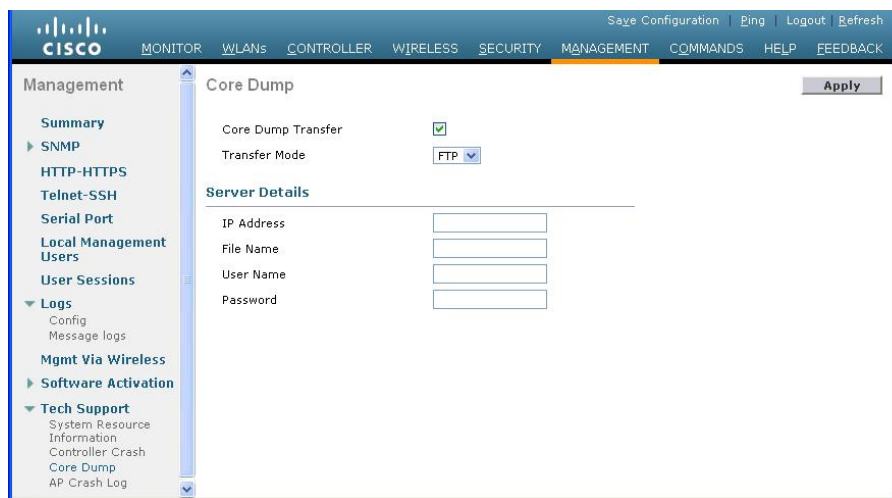 Save Configuration | Ping | Logout | Refresh
CISCO
MONITOR WLANs CONTROLLER WIRELESS SECURITY MANAGEMENT COMMANDS HELP FEEDBACK
Management
Summary
SNMP
HTTP-HTTPS
Telnet-SSH
Serial Port
Local Management
Users
User Sessions
Logs
Config
Message logs
Mgmt Via Wireless
Software Activation
Tech Support
System Resource
Information
Controller Crash
Core Dump
AP Crash Log
Core Dump
Apply
Core Dump Transfer
Transfer Mode FTP
Server Details
IP Address
File Name
User Name
Password